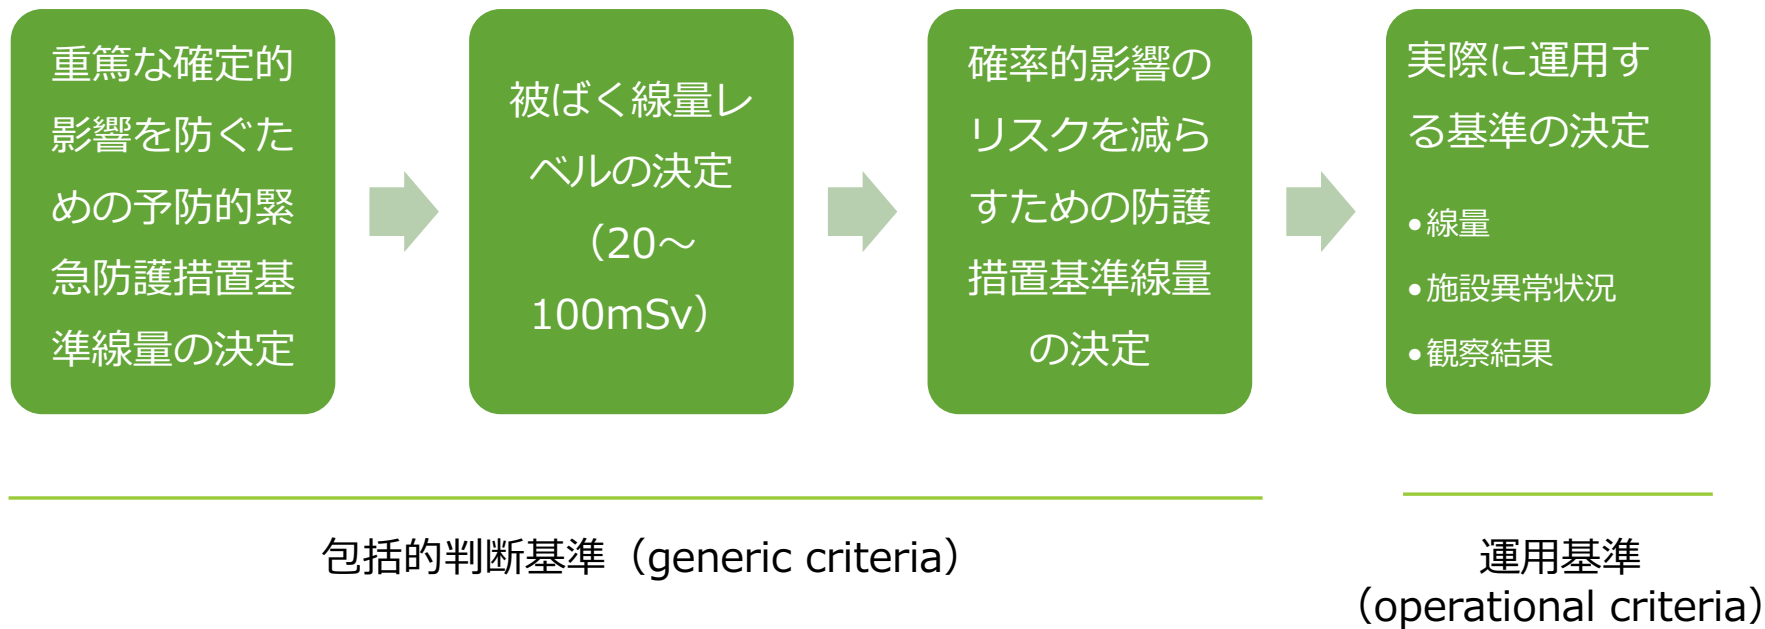 重篤な確定的
影響を防ぐた
めの予防的緊
急防護措置基
準線量の決定
被ばく線量レ
ベルの決定
（20～
100mSv）
確率的影響の
リスクを減ら
すための防護
措置基準線量
の決定
実際に運用す
る基準の決定
•線量
•施設異常状況
•観察結果
包括的判断基準（generic criteria）
運用基準
（operational criteria）